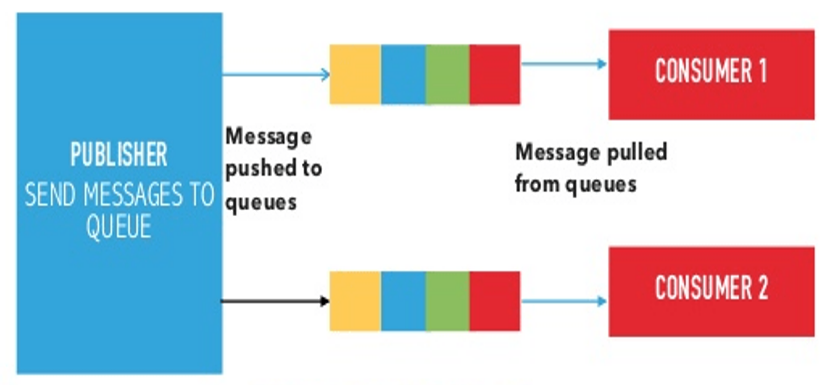 PUBLISHER
SEND MESSAGES TO
QUEUE
Message
pushed to
queues
Message pulled
from queues
CONSUMER 1
CONSUMER 2